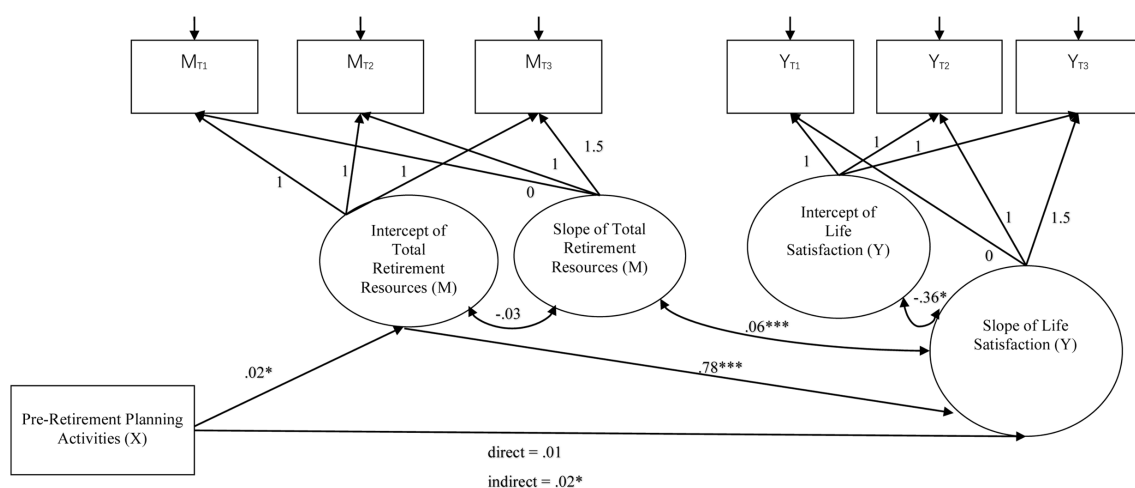 MT1
MT2
MT3
YT1
YT2
YT3
1
1
1
0
1
1.5
1
1
1
0
1
1.5
Intercept of
Total
Retirement
Resources (M)
Slope of Total
Retirement
Resources (M)
Intercept of
Life
Satisfaction (Y)
Slope of Life
Satisfaction (Y)
-.03
-.36*
.06***
.78***
.02*
Pre-Retirement Planning
Activities (X)
direct = .01
indirect = .02*